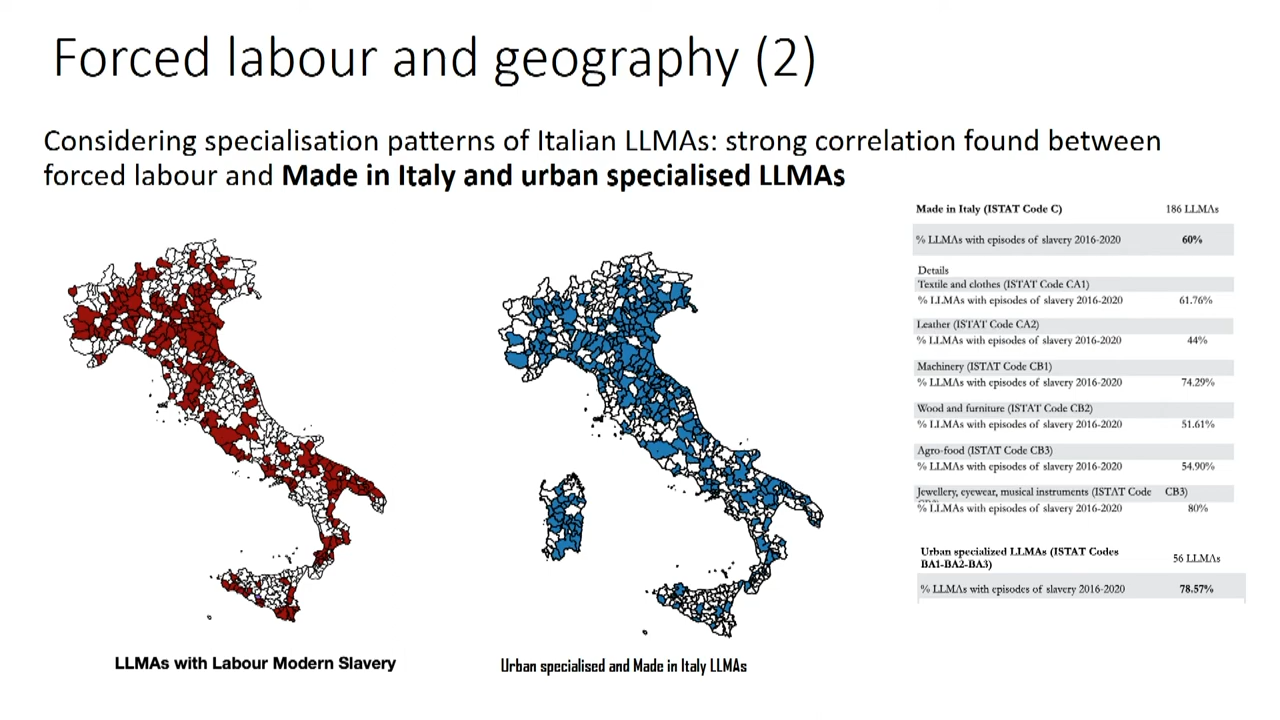 Forced labour and geography (2)
Considering specialisation patterns of Italian LLMAs: strong correlation found between
forced labour and Made in Italy and urban specialised LLMAs
Made in Italy (ISTAT Code C) 186 LLMAs
% LLMAs with episodes of slavery 2016-2020 60%
Details
Textile and clothes (ISTAT Code CA1)
% LLMAs with episodes of slavery 2016-2020 61.76%
Leather (ISTAT Code CA2)
% LLMAs with episodes of slavery 2016-2020 44%
Machinery (ISTAT Code CB1)
% LLMAs with episodes of slavery 2016-2020 74.29%
Wood and furniture (ISTAT Code CB2)
% LLMAs with episodes of slavery 2016-2020 51.61%
Agro-food (ISTAT Code CB3)
% LLMAs with episodes of slavery 2016-2020 54.90%
Jewellery, eyewear, musical instruments (ISTAT Code CB3)
% LLMAs with episodes of slavery 2016-2020 80%
Urban specialized LLMAs (ISTAT Codes
BA1-BA2-BA3) 56 LLMAs
% LLMAs with episodes of slavery 2016-2020 78.57%
LLMAs with Labour Modern Slavery
Urban specialised and Made in Italy LLMAs